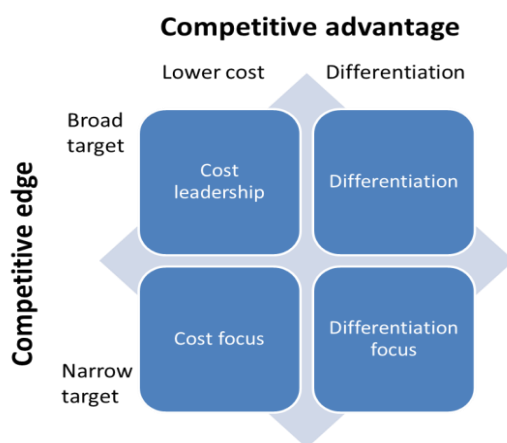 Competitive advantage
Lower cost
Differentiation
Broad
target
Cost
leadership
Differentiation
Competitive edge
Cost focus
Differentiation
focus
Narrow
target